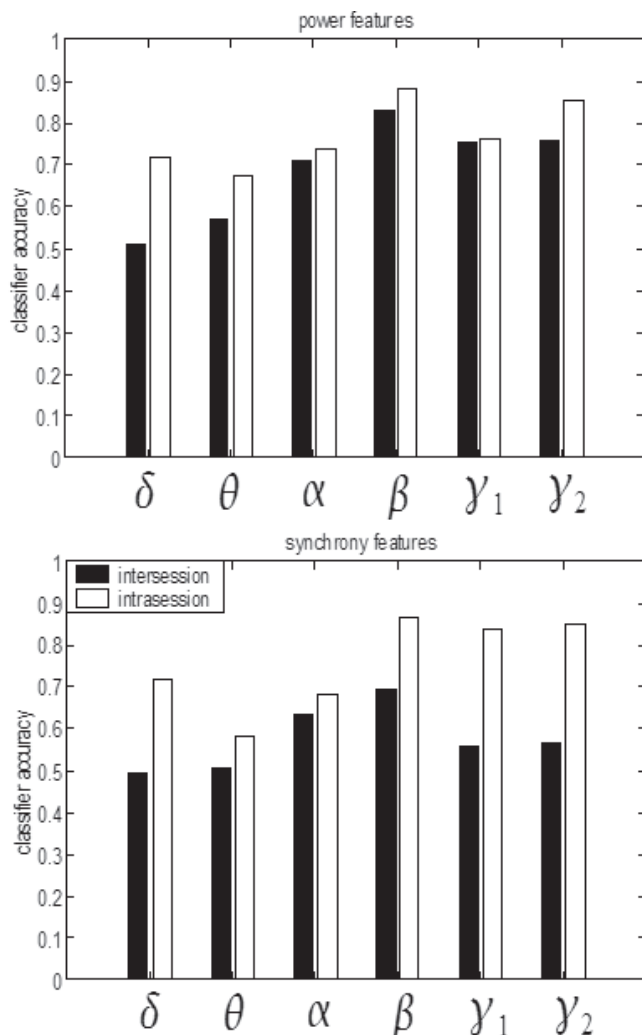 power features
1
0.9
0.8
0.7
0.6
0.5
0.4
0.3
0.2
0.1
0
classifier accuracy
δ θ α β γ1 γ2
synchrony features
1
0.9
0.8
0.7
0.6
0.5
0.4
0.3
0.2
0.1
0
classifier accuracy
intersession
intrasession
δ θ α β γ1 γ2